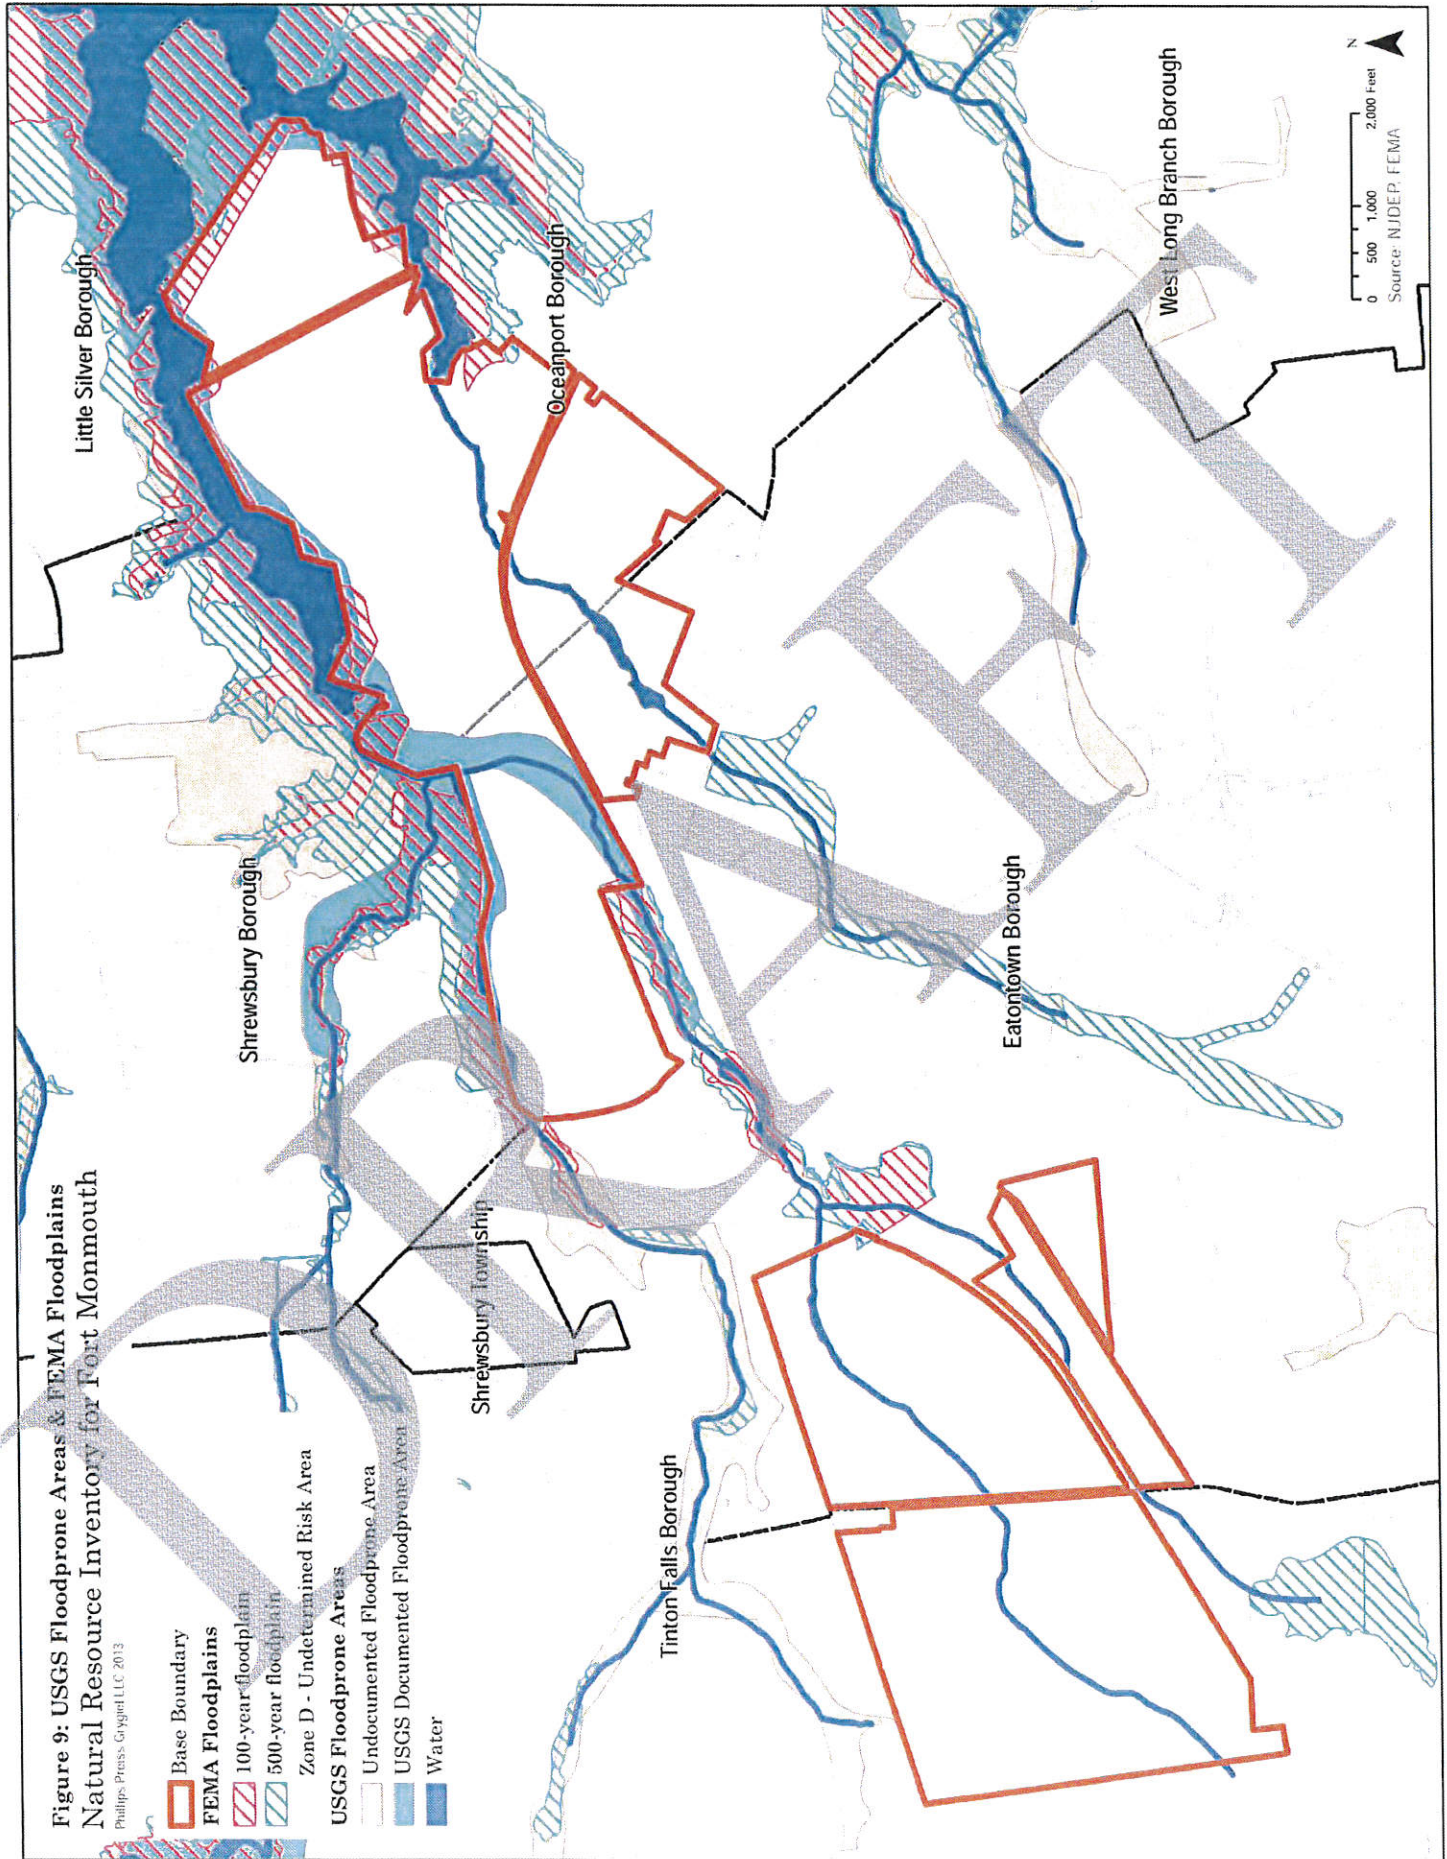 Figure 9: USGS Floodprone Areas & FEMA Floodplains
Natural Resource Inventory for Fort Monmouth
Phillips Preiss Grygiel LLC 2013
Base Boundary
FEMA Floodplains
100-year floodplain
500-year floodplain
Zone D - Undetermined Risk Area
USGS Floodprone Areas
Undocumented Floodprone Area
USGS Documented Floodprone Area
Water
Little Silver Borough
Shrewsbury Borough
Oceanport Borough
Shrewsbury Township
Tinton Falls Borough
Eatontown Borough
West Long Branch Borough
DRAFT
N
0 500 1,000 2,000 Feet
Source: NJDEP, FEMA